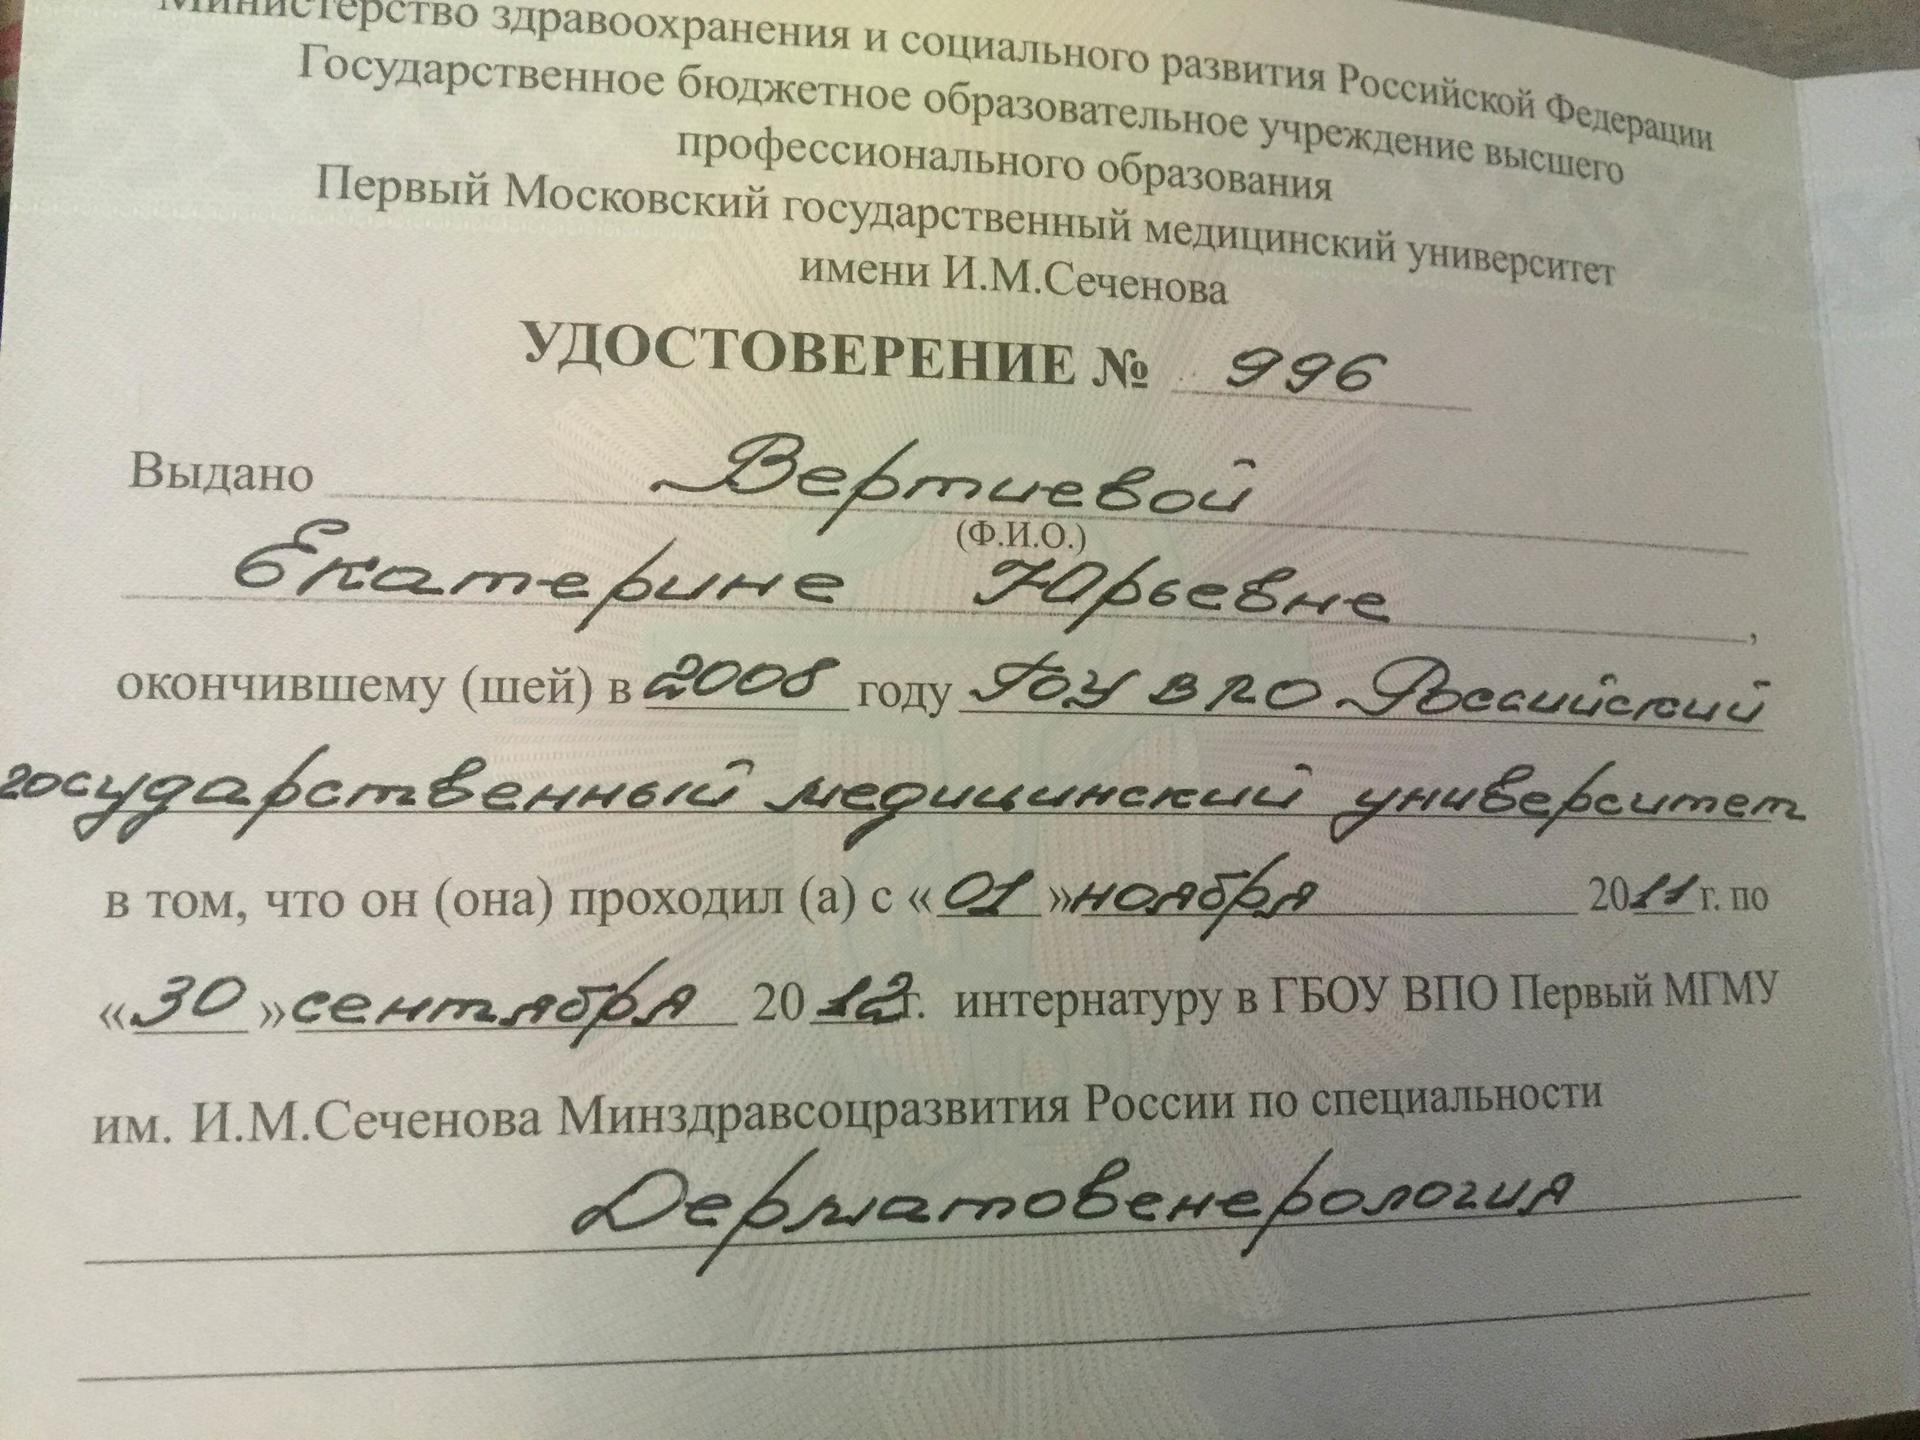 Министерство здравоохранения и социального развития Российской Федерации
Государственное бюджетное образовательное учреждение высшего
профессионального образования
Первый Московский государственный медицинский университет
имени И.М.Сеченова
УДОСТОВЕРЕНИЕ № 996
Выдано Вертиевой
(Ф.И.О.)
Екатерине Юрьевне,
окончившему (шей) в 2008 году ГОУ ВПО Российский
государственный медицинский университет
в том, что он (она) проходил (а) с «01» ноября 2011 г. по
«30» сентября 2012 г. интернатуру в ГБОУ ВПО Первый МГМУ
им. И.М.Сеченова Минздравсоцразвития России по специальности
Дерматовенерология